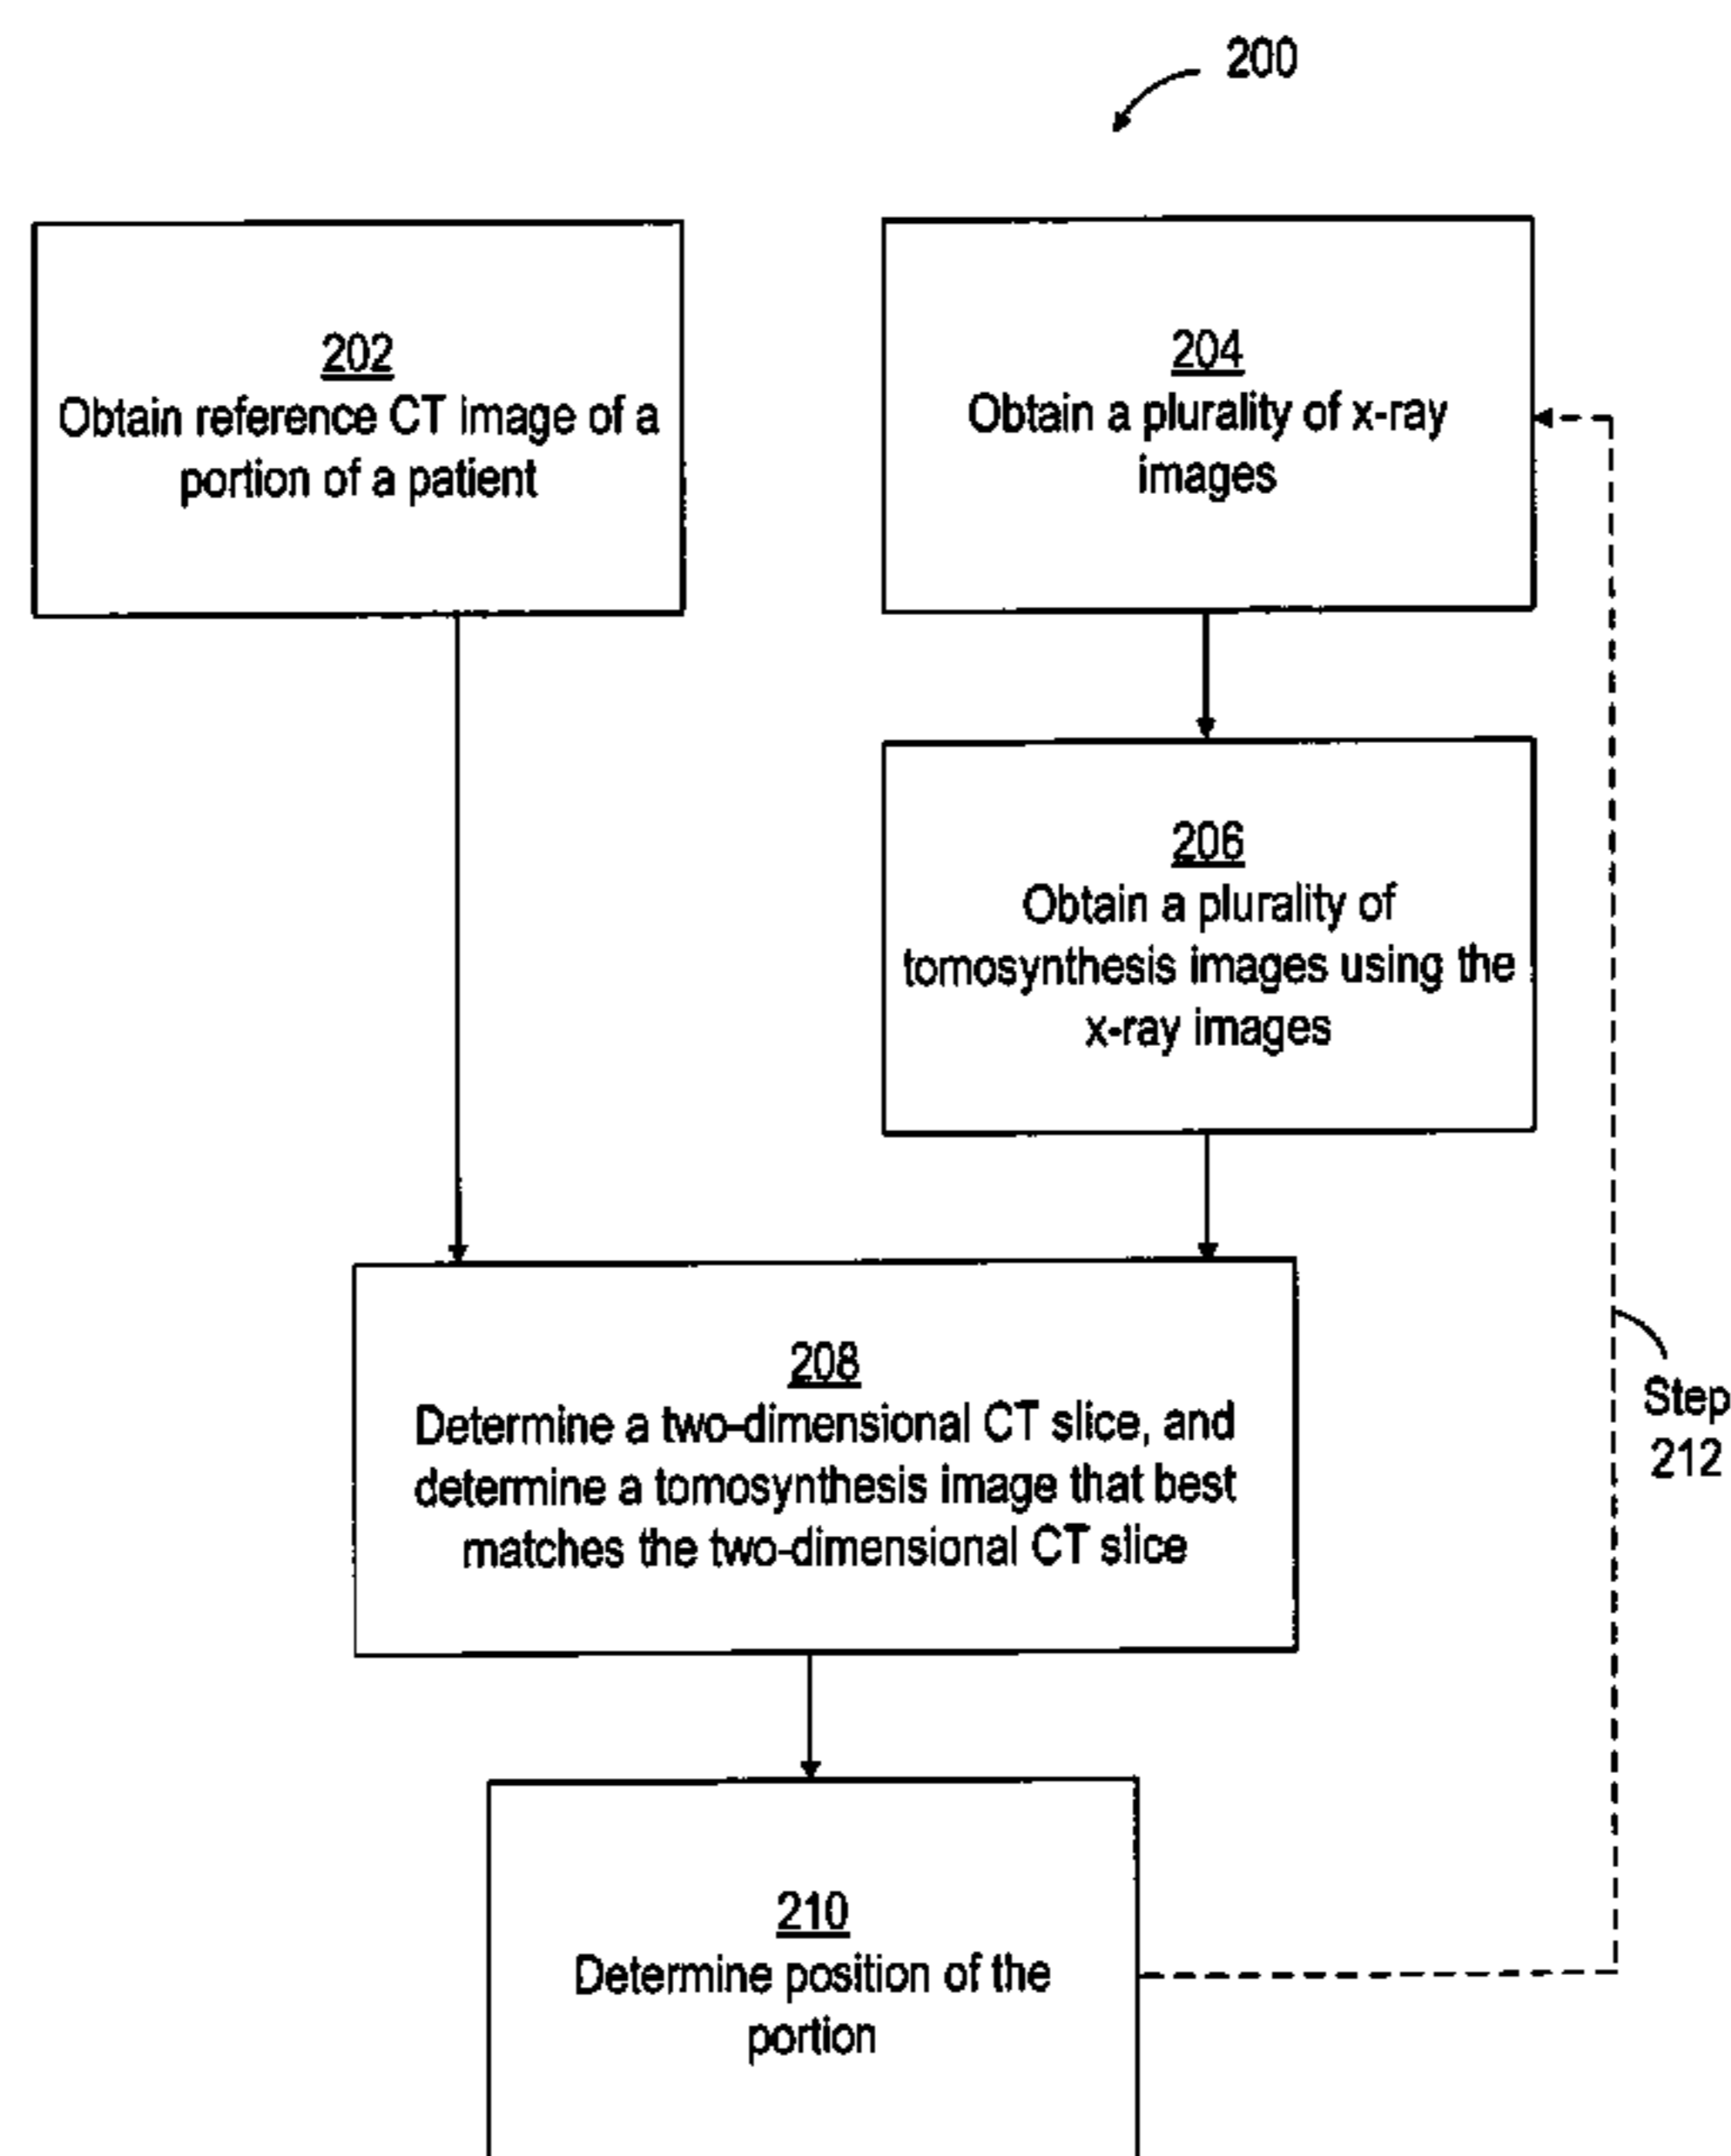 200
202
Obtain reference CT image of a
portion of a patient
204
Obtain a plurality of x-ray
images
206
Obtain a plurality of
tomosynthesis images using the
x-ray images
208
Determine a two-dimensional CT slice, and
determine a tomosynthesis image that best
matches the two-dimensional CT slice
Step
212
210
Determine position of the
portion